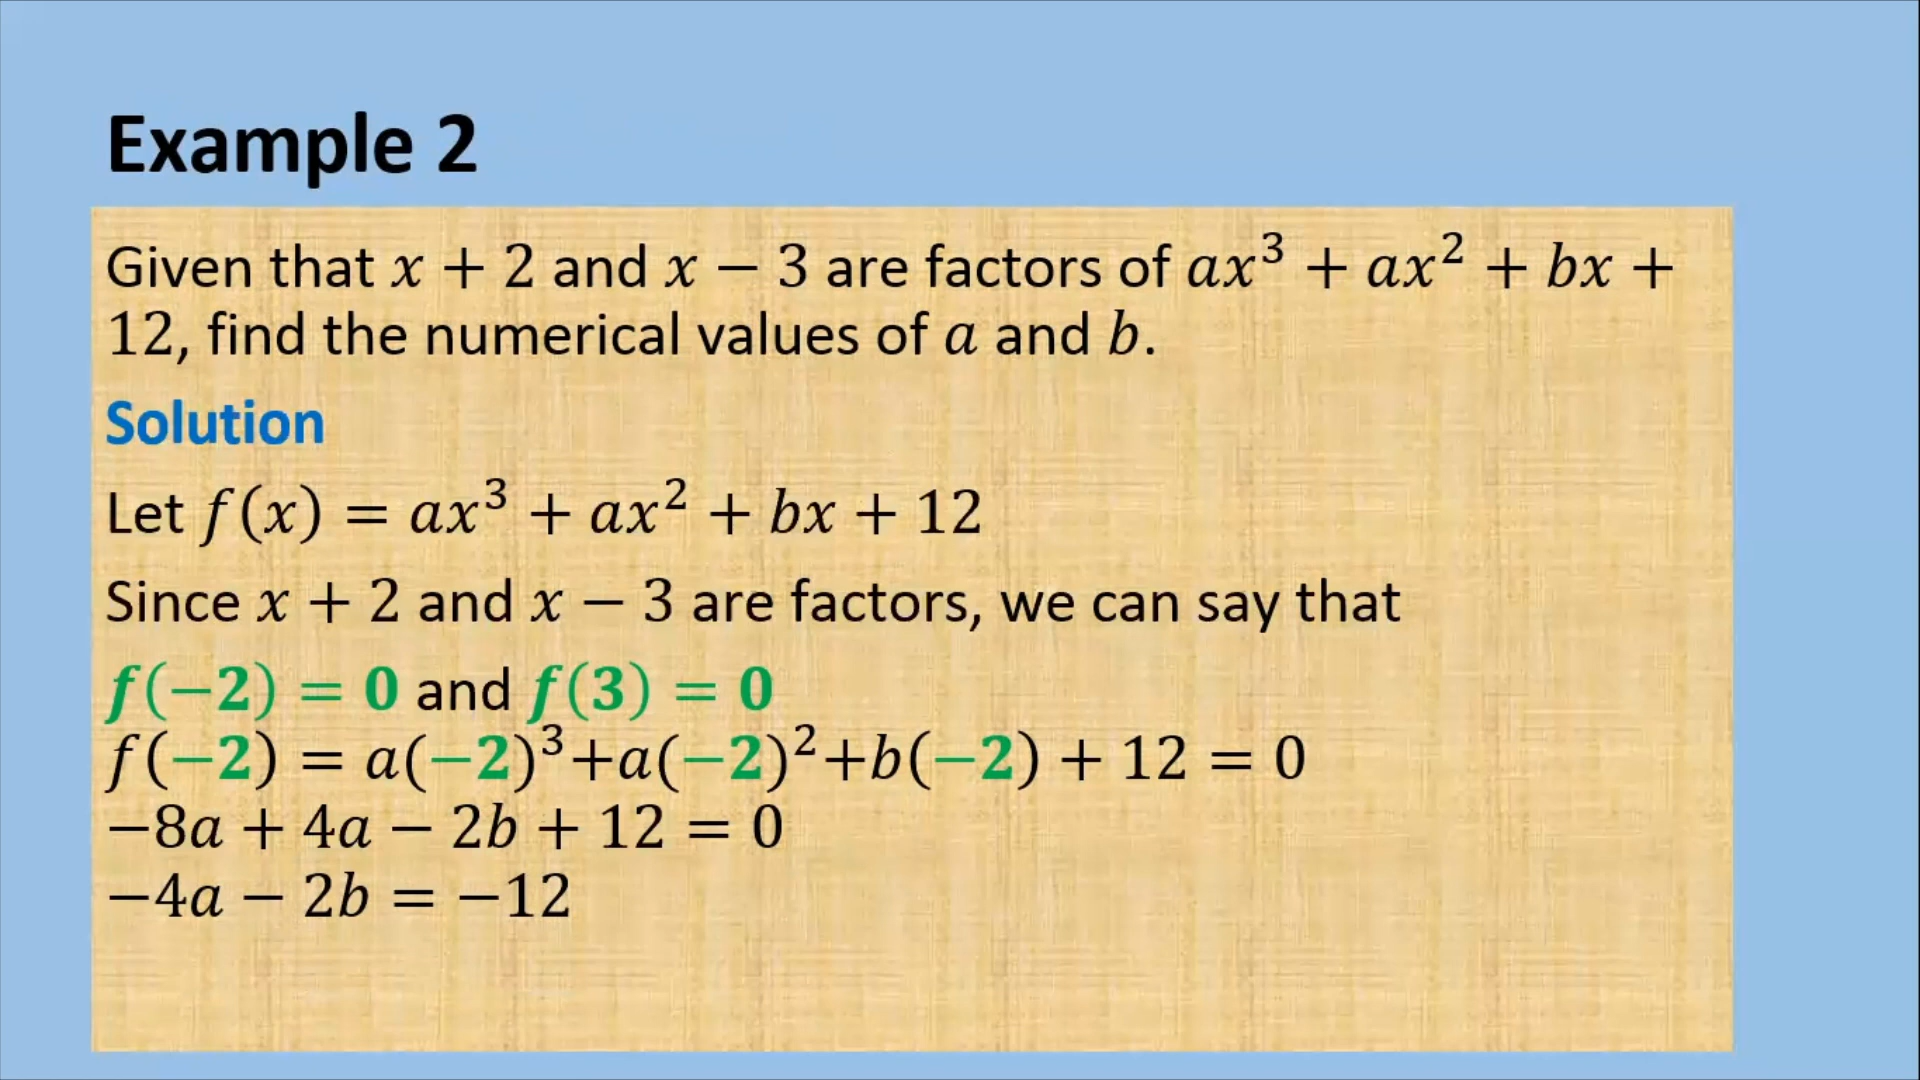 Example 2
Given that x + 2 and x − 3 are factors of ax³ + ax² + bx +
12, find the numerical values of a and b.
Solution
Let f(x) = ax³ + ax² + bx + 12
Since x + 2 and x − 3 are factors, we can say that
f(−2) = 0 and f(3) = 0
f(−2) = a(−2)³+a(−2)²+b(−2) + 12 = 0
−8a + 4a − 2b + 12 = 0
−4a − 2b = −12